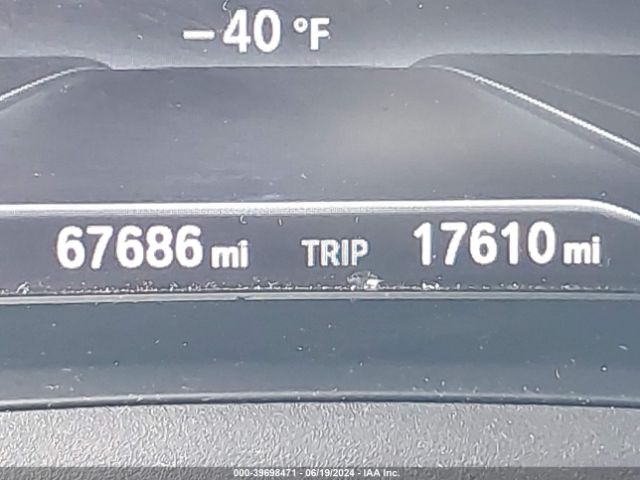 -40 °F
67686 mi TRIP 17610 mi
000-39698471 - 06/19/2024 - IAA Inc.